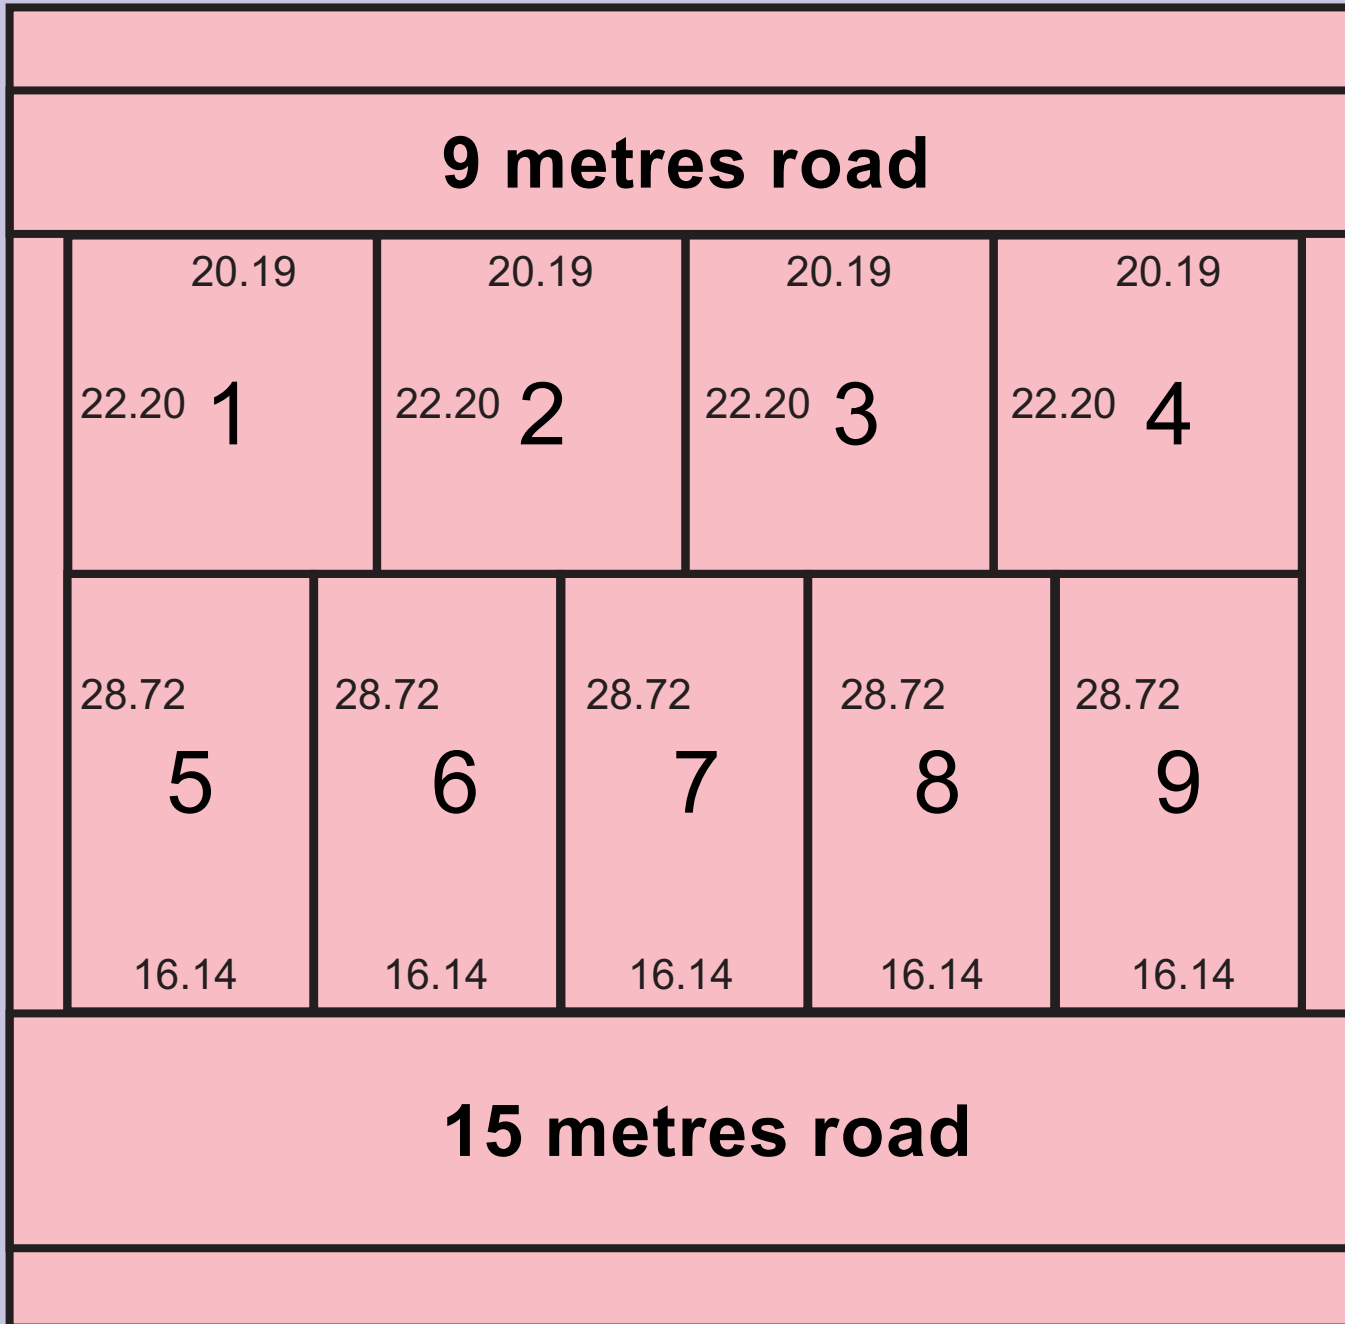 9 metres road
20.19 20.19 20.19 20.19
22.20 1 22.20 2 22.20 3 22.20 4
28.72 28.72 28.72 28.72 28.72
5 6 7 8 9
16.14 16.14 16.14 16.14 16.14
15 metres road